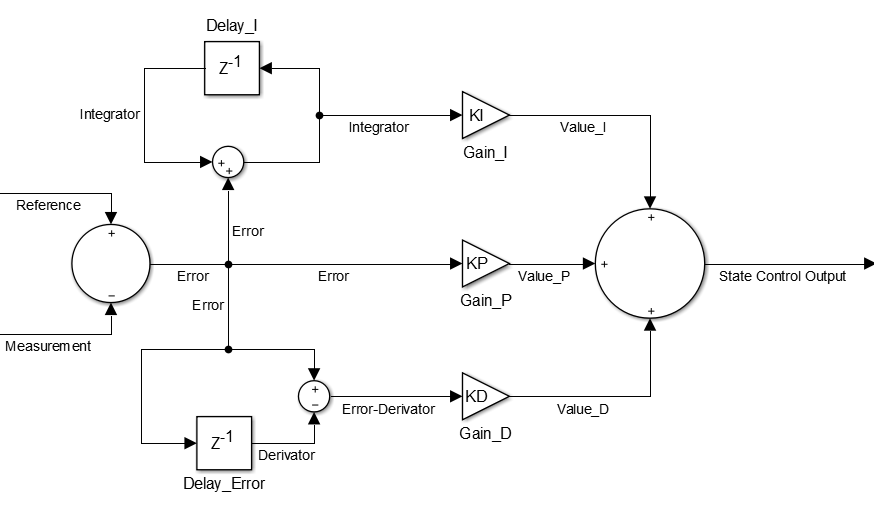 Delay_I
Z-1
Integrator
Integrator
KI
Value_I
Gain_I
+
+
Reference
+
Error
+
Error
Error
KP
Value_P
+
State Control Output
Gain_P
−
Error
+
Measurement
+
−
Error-Derivator
KD
Value_D
Gain_D
Z-1
Derivator
Delay_Error